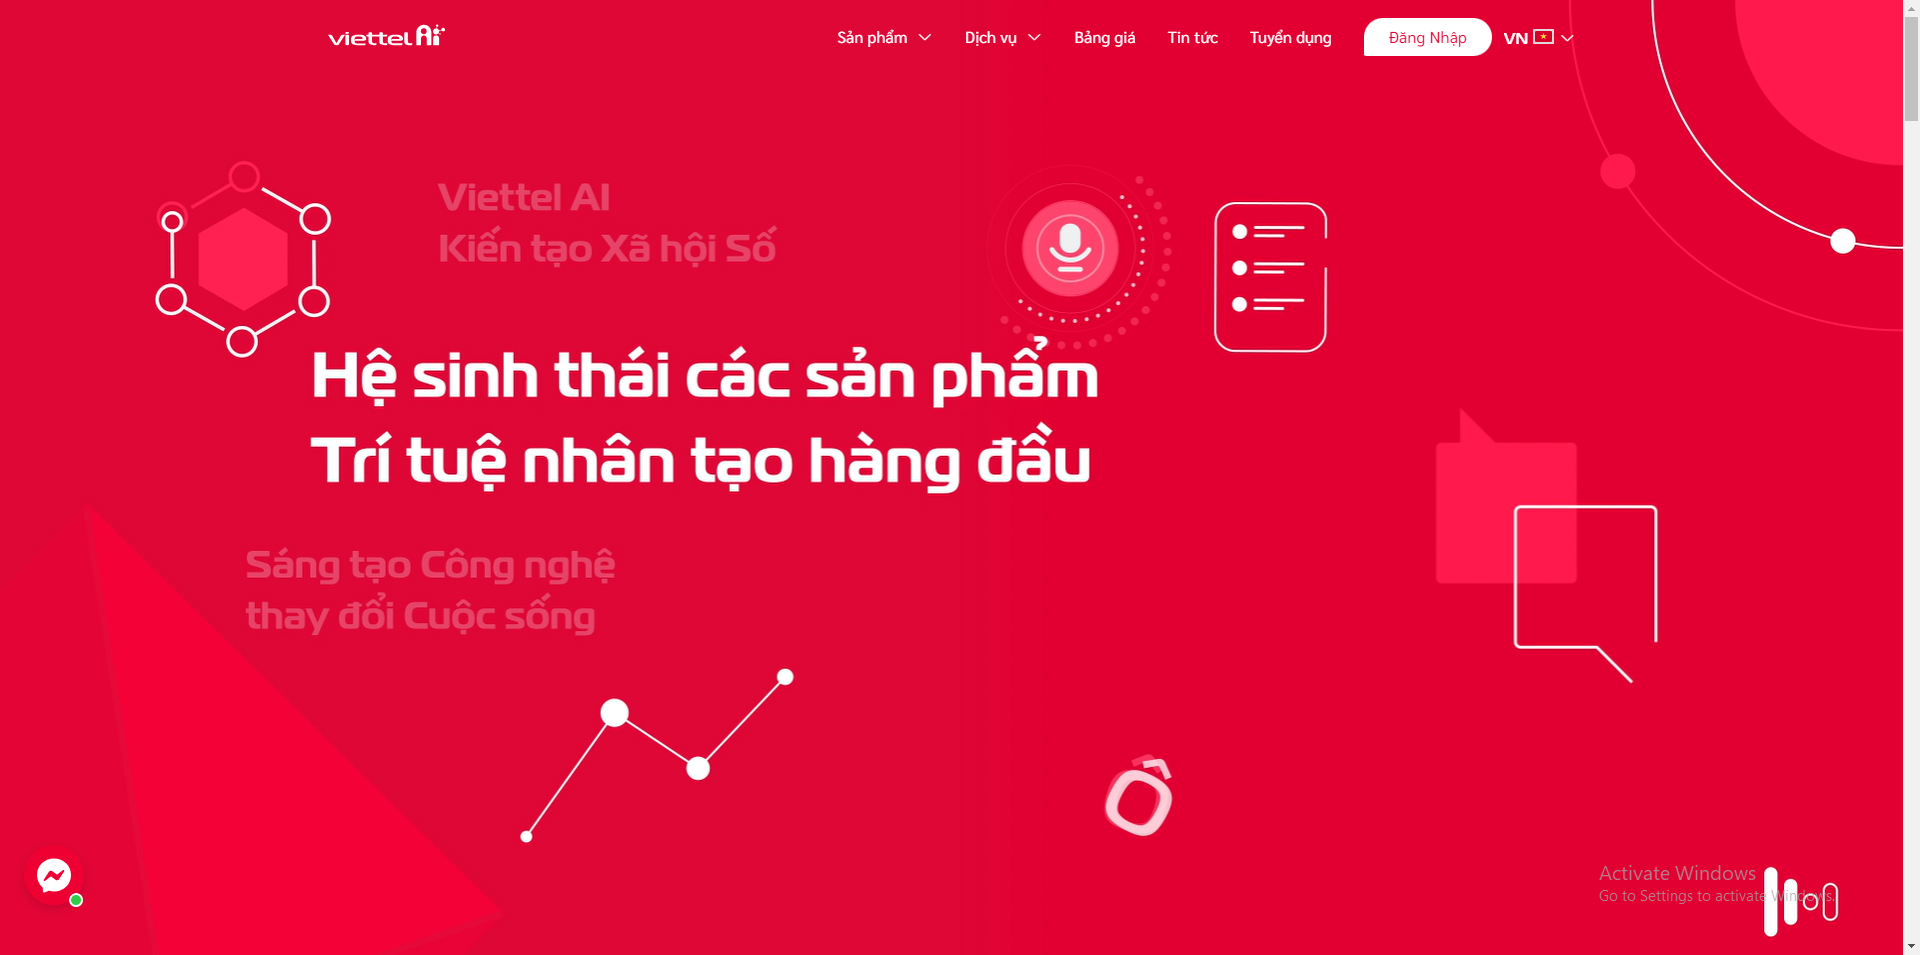 viettel Ai
Sản phẩm
Dịch vụ
Bảng giá
Tin tức
Tuyển dụng
Đăng Nhập
VN
Viettel AI
Kiến tạo Xã hội Số
Hệ sinh thái các sản phẩm
Trí tuệ nhân tạo hàng đầu
Sáng tạo Công nghệ
thay đổi Cuộc sống
Ô
Activate Windows
Go to Settings to activate Windows.